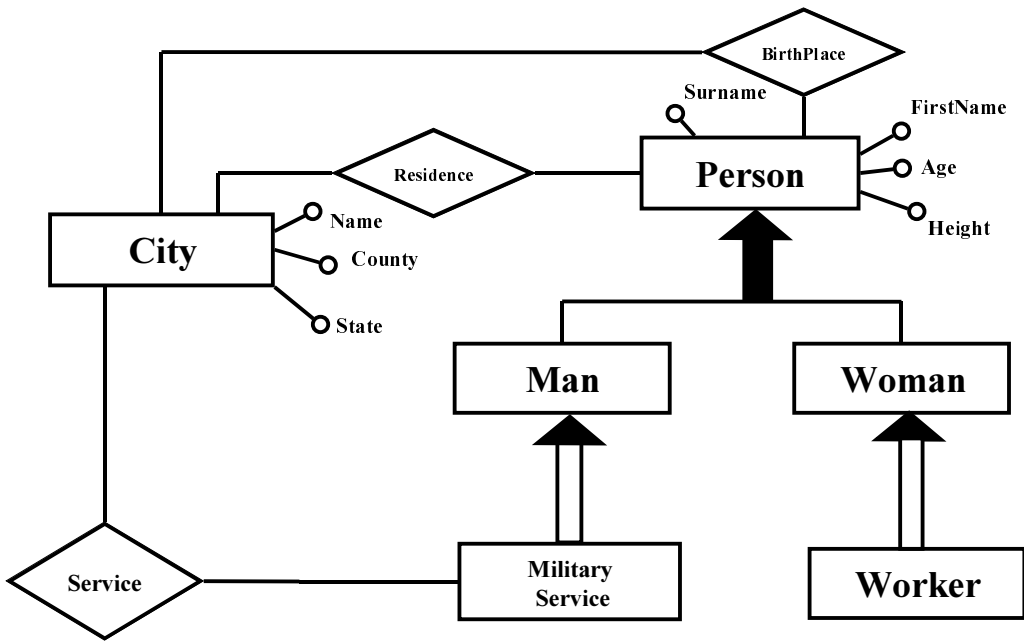 BirthPlace
Surname
FirstName
Residence
Person
Age
Name
Height
City
County
State
Man
Woman
Service
Military
Service
Worker